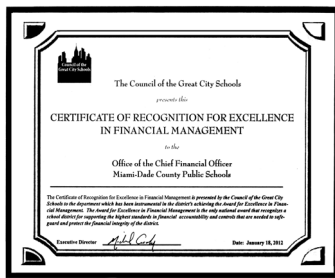 Council of the
Great City Schools
The Council of the Great City Schools
presents this
CERTIFICATE OF RECOGNITION FOR EXCELLENCE
IN FINANCIAL MANAGEMENT
to the
Office of the Chief Financial Officer
Miami-Dade County Public Schools
The Certificate of Recognition for Excellence in Financial Management is presented by the Council of the Great City
Schools to the department which has been instrumental in the district's achieving the Award for Excellence in Finan-
cial Management. The Award for Excellence in Financial Management is the only national award that recognizes a
school district for supporting the highest standards in financial accountability and controls that are needed to safe-
guard and protect the financial integrity of the district.
Executive Director
Date: January 18, 2012